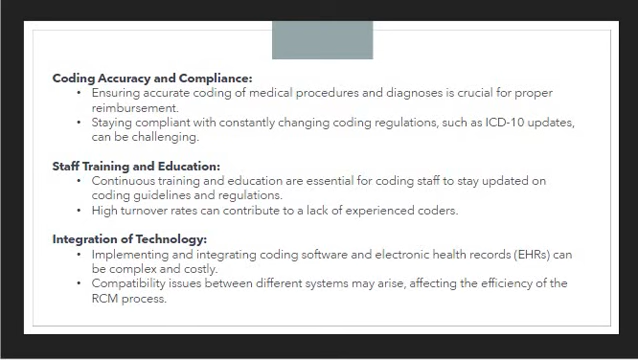 Coding Accuracy and Compliance:
• Ensuring accurate coding of medical procedures and diagnoses is crucial for proper
reimbursement.
• Staying compliant with constantly changing coding regulations, such as ICD-10 updates,
can be challenging.
Staff Training and Education:
• Continuous training and education are essential for coding staff to stay updated on
coding guidelines and regulations.
• High turnover rates can contribute to a lack of experienced coders.
Integration of Technology:
• Implementing and integrating coding software and electronic health records (EHRs) can
be complex and costly.
• Compatibility issues between different systems may arise, affecting the efficiency of the
RCM process.